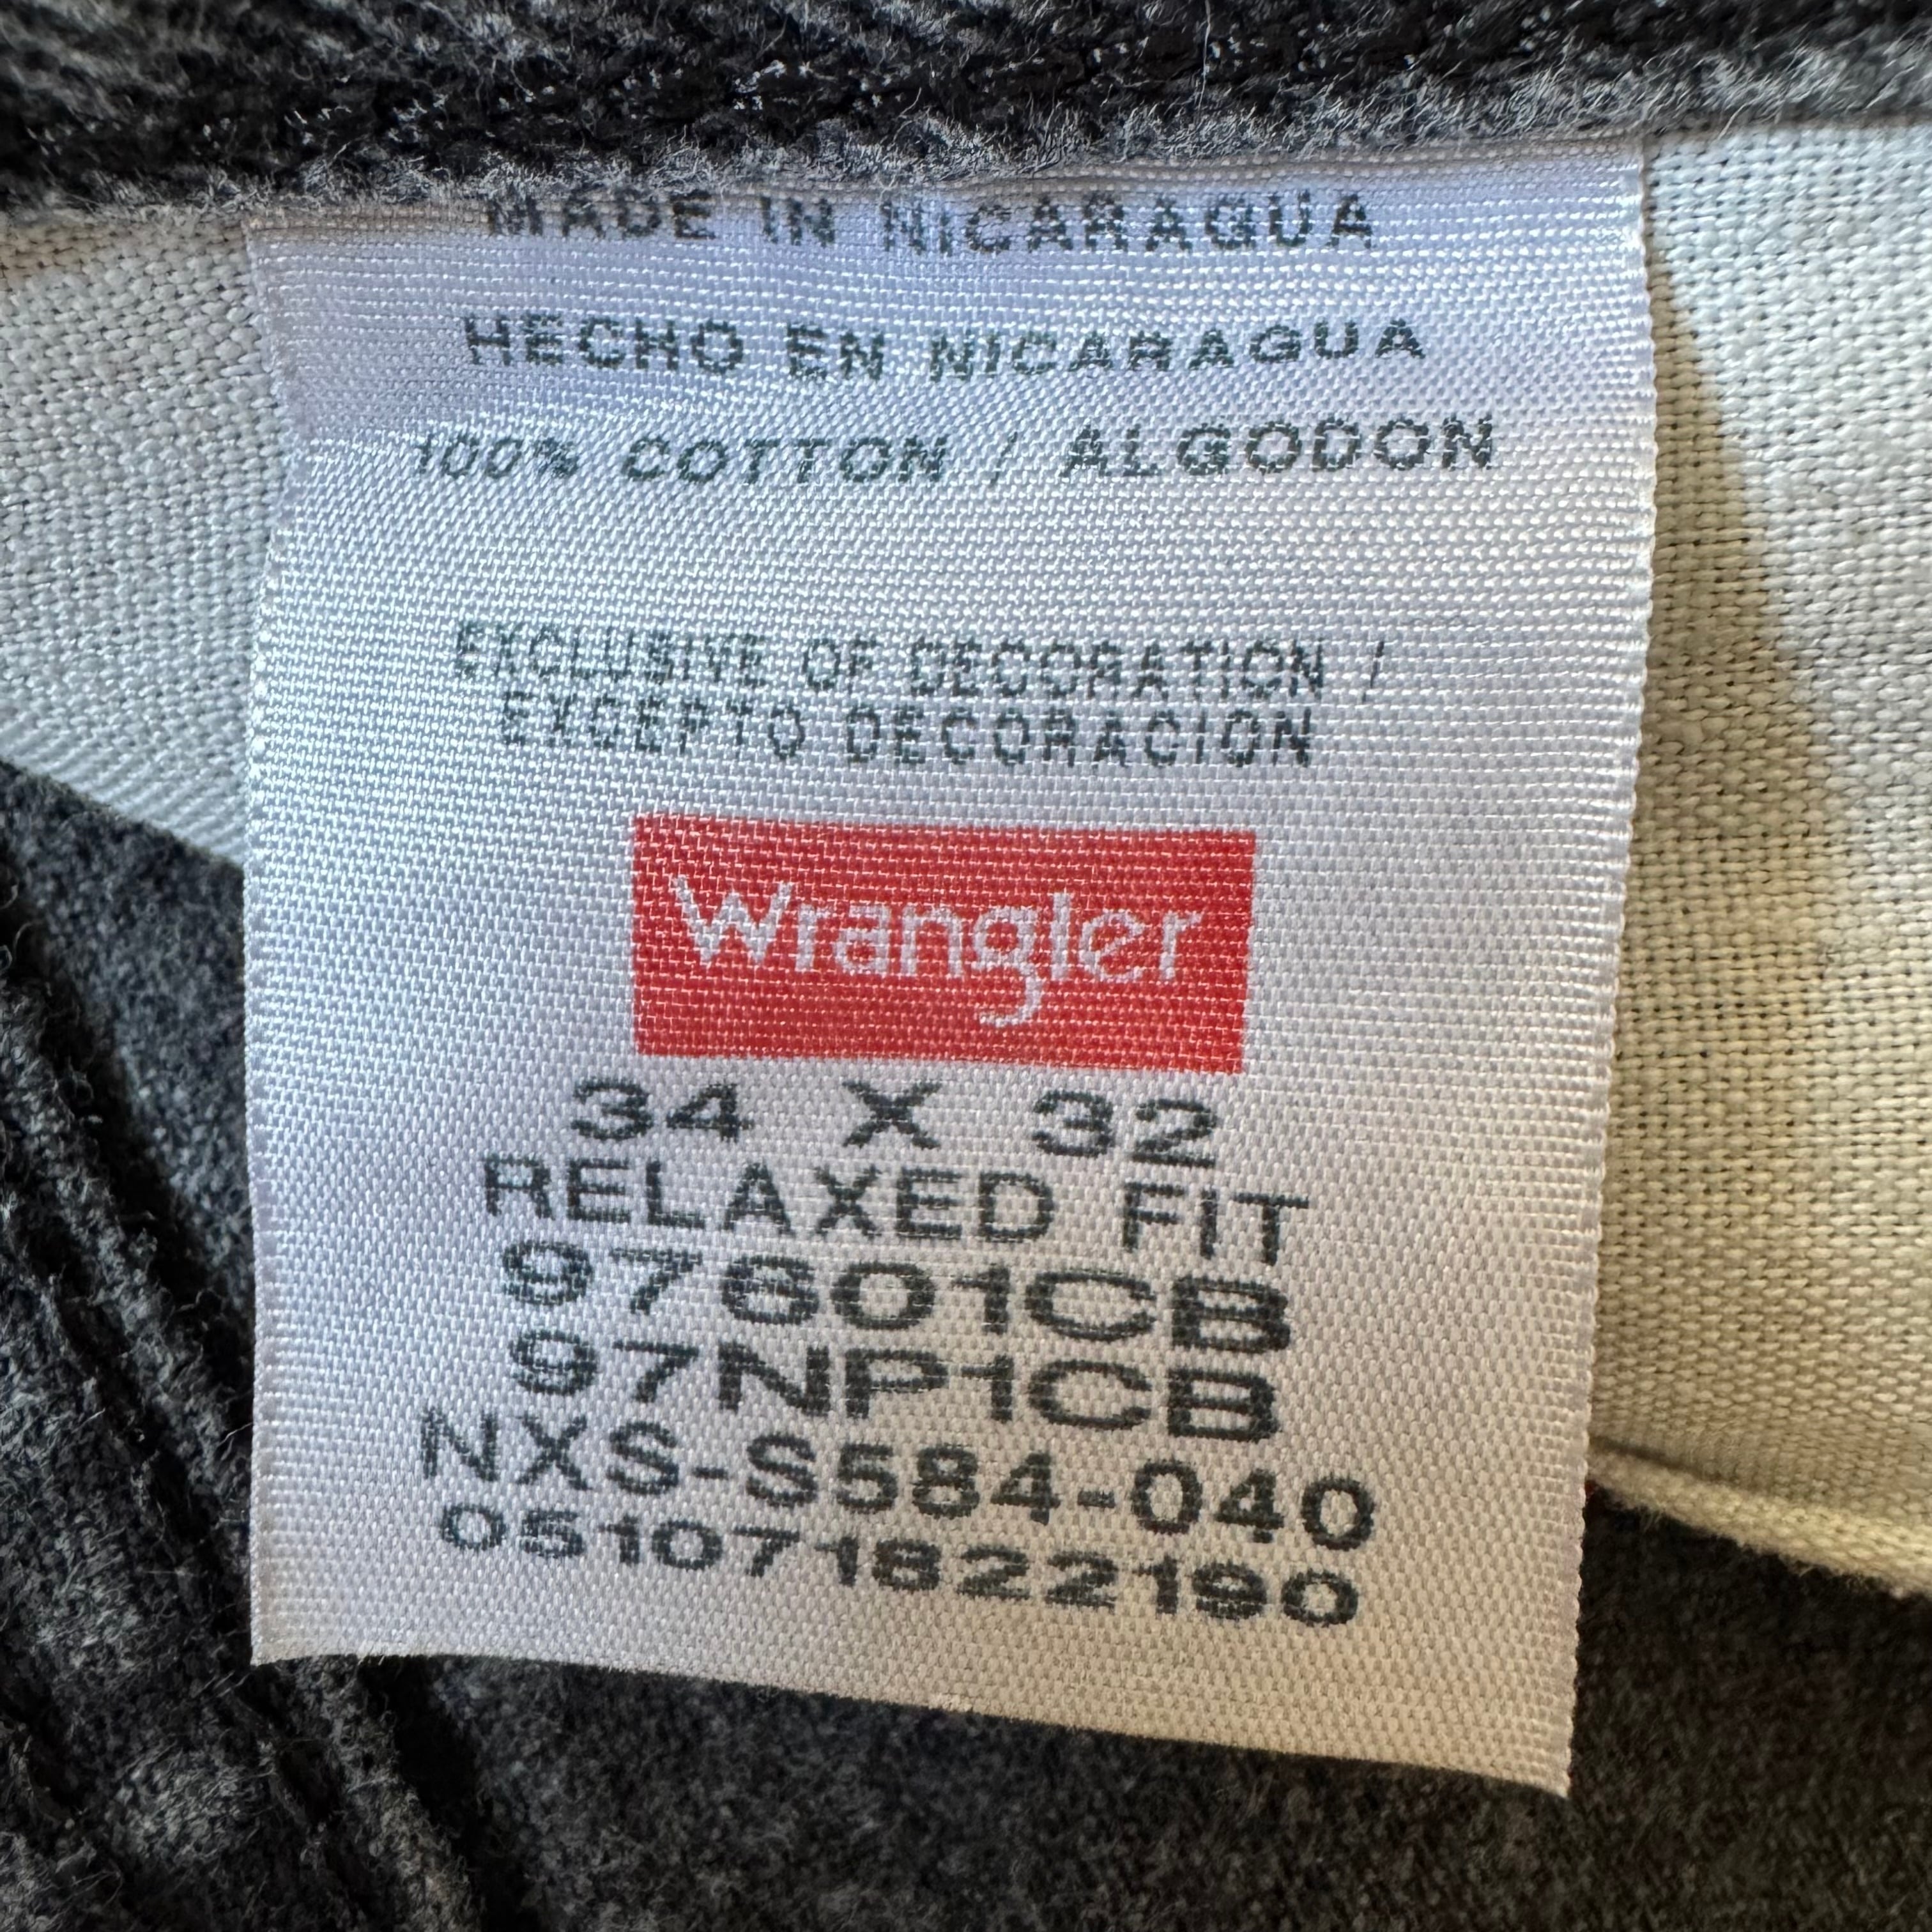 MADE IN NICARAGUA
HECHO EN NICARAGUA
100% COTTON / ALGODON
EXCLUSIVE OF DECORATION /
EXCEPTO DECORACION
Wrangler
34 X 32
RELAXED FIT
97601CB
97NP1CB
NXS-S584-040
051071822190